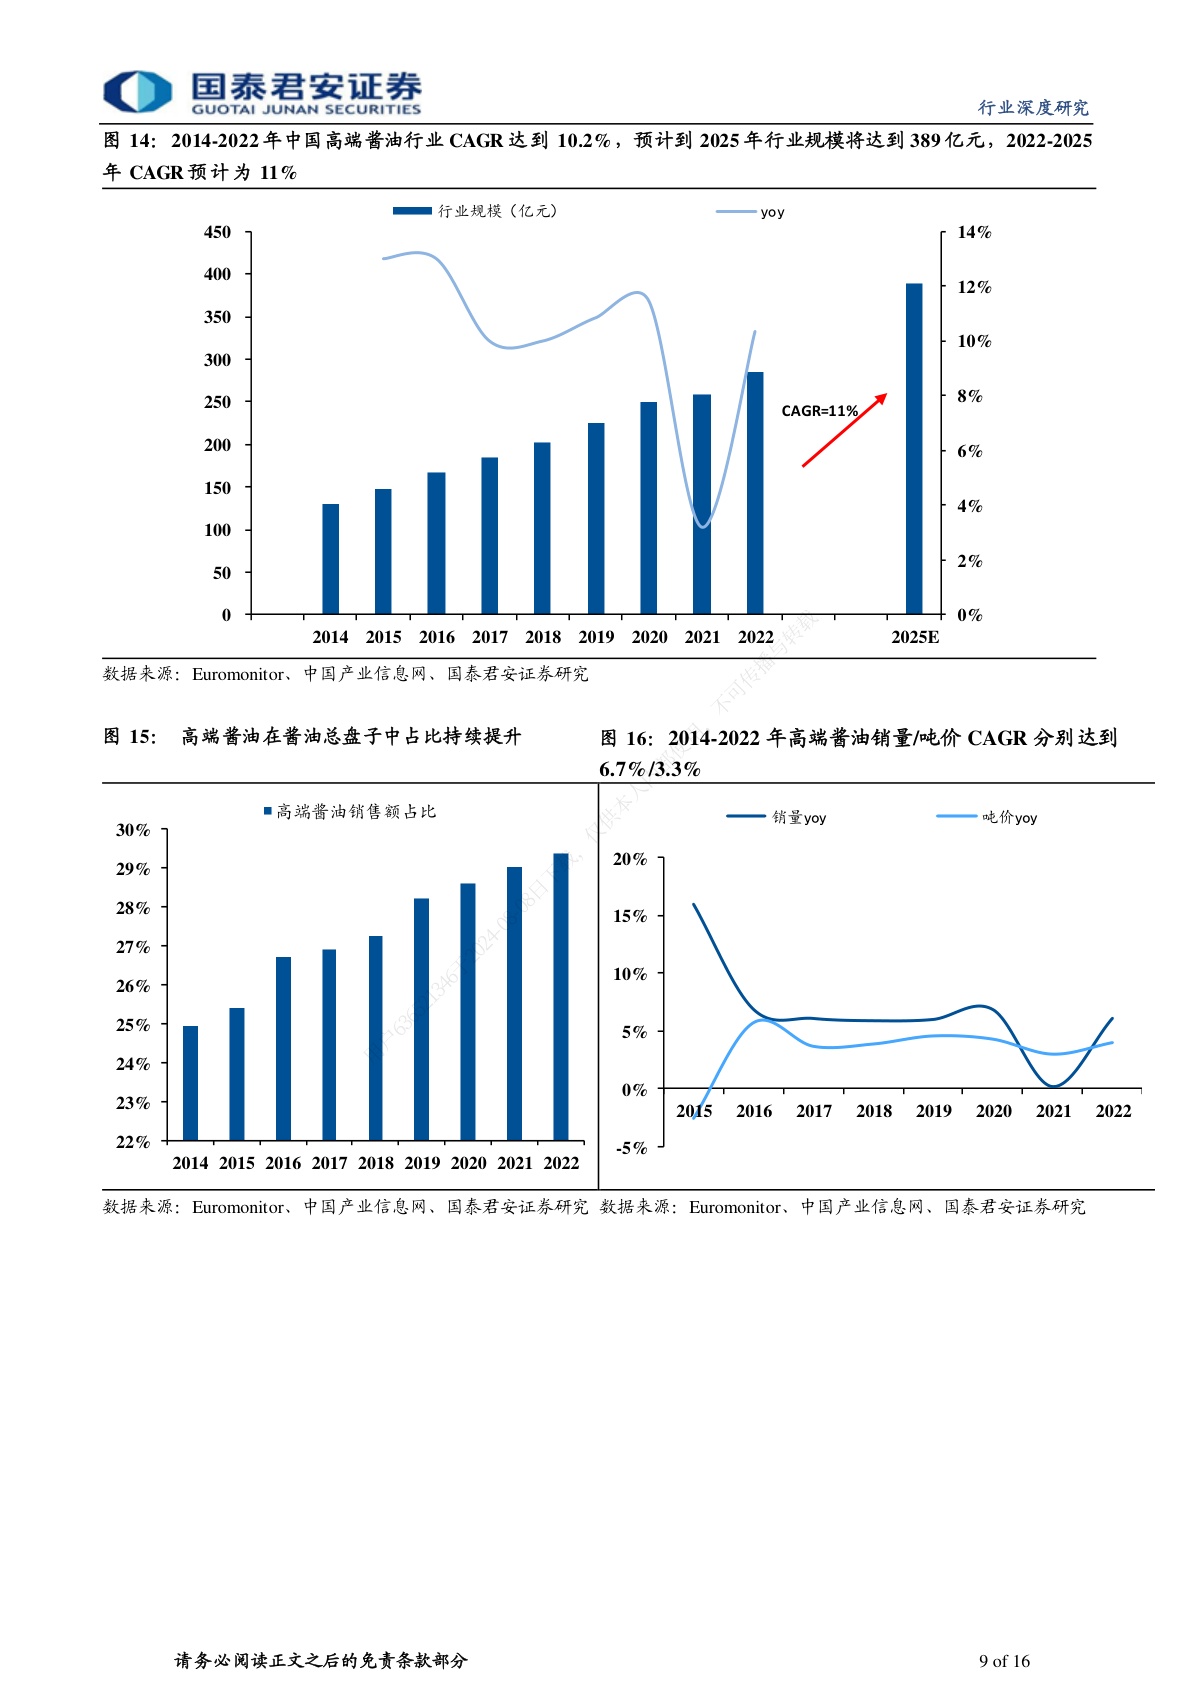 国泰君安证券
GUOTAI JUNAN SECURITIES
行业深度研究
图 14： 2014-2022 年中国高端酱油行业 CAGR 达到 10.2%，预计到 2025 年行业规模将达到 389 亿元，2022-2025
年 CAGR 预计为 11%
行业规模（亿元） yoy
450 14%
400 12%
350 10%
300 8%
250 6%
200 4%
150 2%
100 0%
50
0
CAGR=11%
2014 2015 2016 2017 2018 2019 2020 2021 2022 2025E
数据来源：Euromonitor、中国产业信息网、国泰君安证券研究
图 15： 高端酱油在酱油总盘子中占比持续提升
高端酱油销售额占比
30%
29%
28%
27%
26%
25%
24%
23%
22%
2014 2015 2016 2017 2018 2019 2020 2021 2022
数据来源：Euromonitor、中国产业信息网、国泰君安证券研究
图 16：2014-2022 年高端酱油销量/吨价 CAGR 分别达到
6.7%/3.3%
销量yoy 吨价yoy
20%
15%
10%
5%
0%
-5%
2015 2016 2017 2018 2019 2020 2021 2022
数据来源：Euromonitor、中国产业信息网、国泰君安证券研究
请务必阅读正文之后的免责条款部分 9 of 16